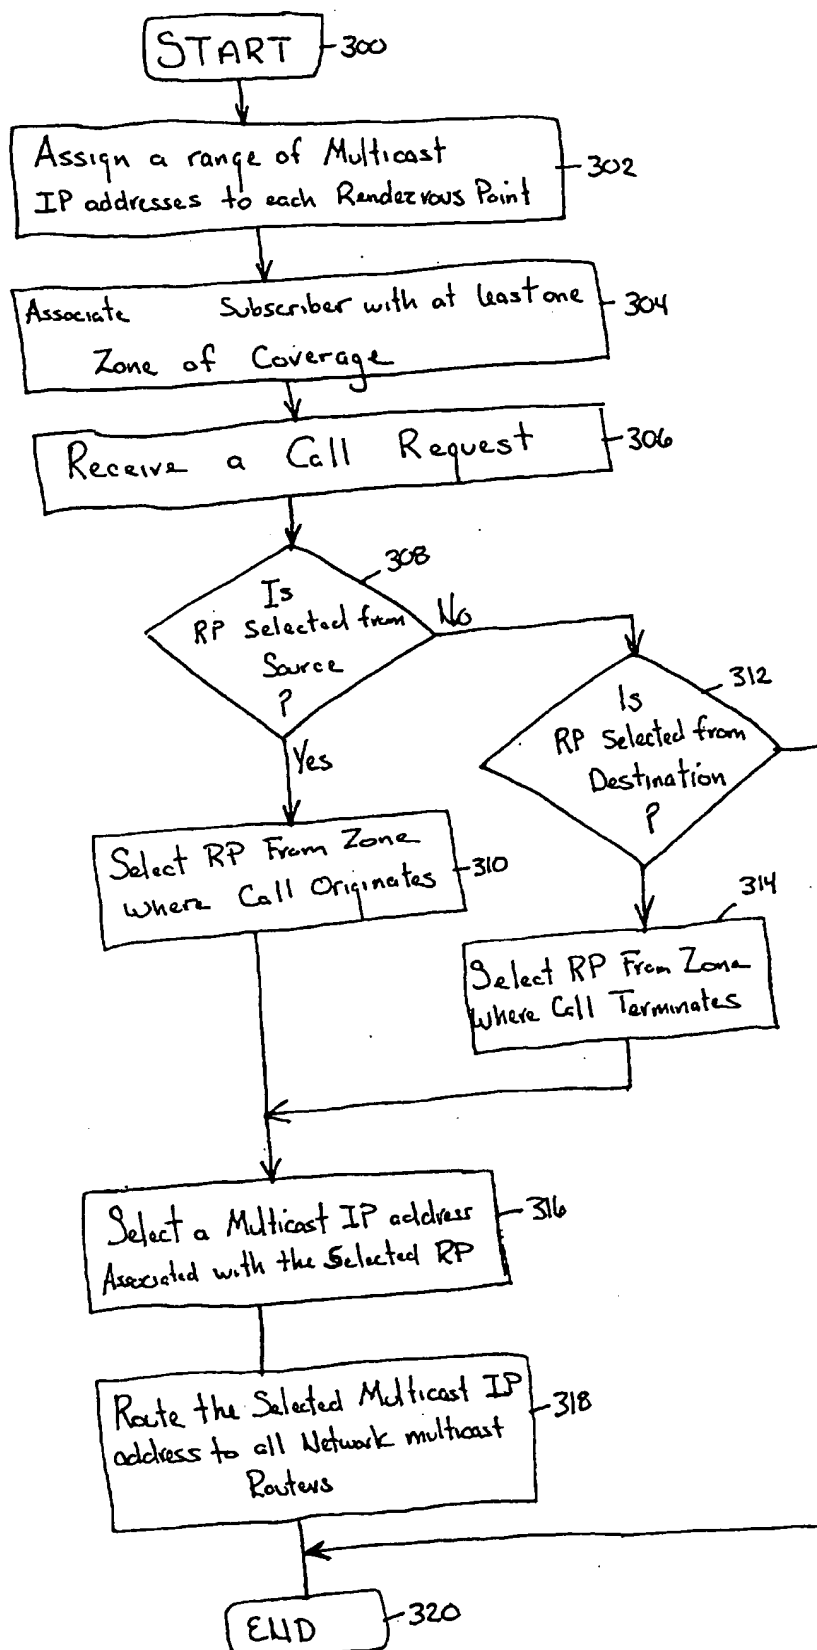 START 300
Assign a range of Multicast
IP addresses to each Rendezvous Point
302
Associate Subscriber with at least one
Zone of Coverage
304
Receive a Call Request
306
308
Is
RP Selected from
Source
?
No
Yes
312
Is
RP Selected from
Destination
?
Select RP From Zone
where Call Originates
310
314
Select RP From Zone
where Call Terminates
Select a Multicast IP address
Associated with the Selected RP
316
Route the Selected Multicast IP
address to all Network multicast
Routers
318
END 320